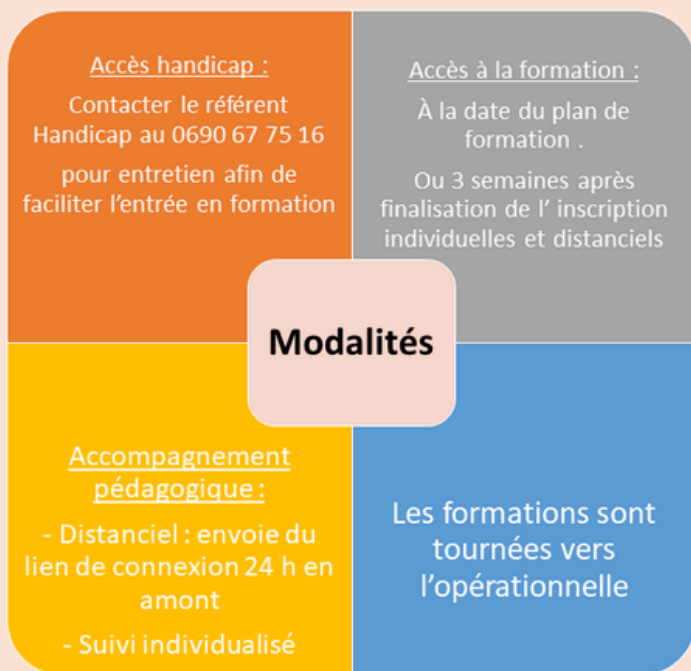 Accès handicap :
Contacter le référent
Handicap au 0690 67 75 16
pour entretien afin de
faciliter l'entrée en formation
Accès à la formation :
À la date du plan de
formation .
Ou 3 semaines après
finalisation de l' inscription
individuelles et distanciels
Modalités
Accompagnement
pédagogique :
- Distanciel : envoie du
lien de connexion 24 h en
amont
- Suivi individualisé
Les formations sont
tournées vers
l'opérationnelle